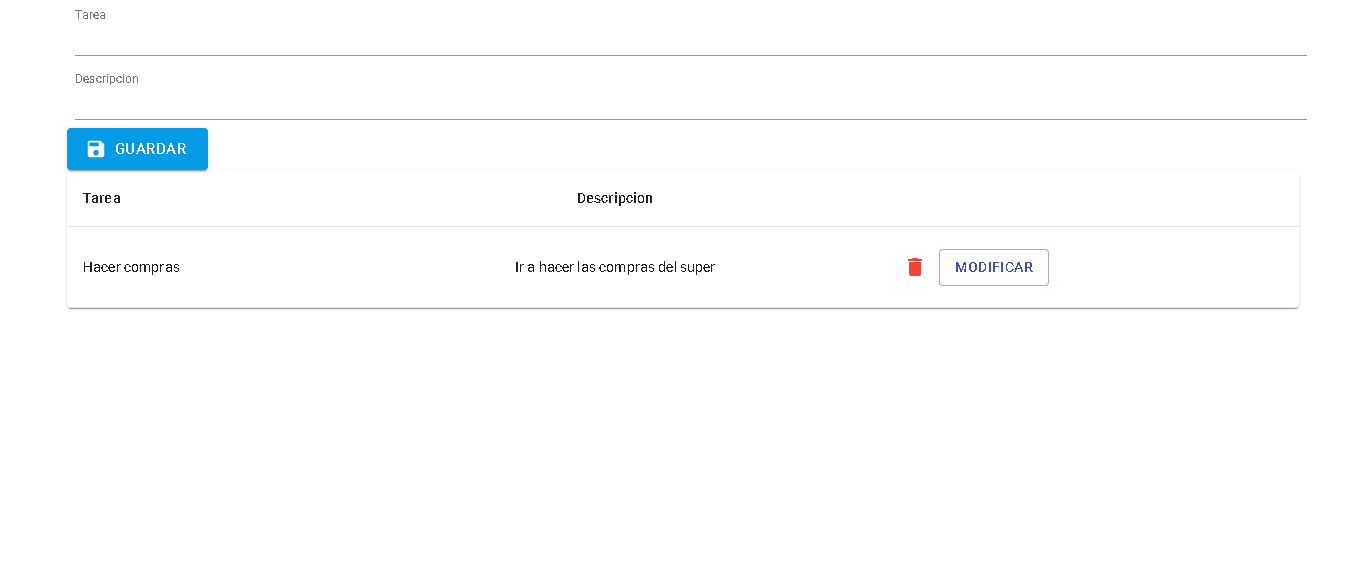 Tarea
Descripcion
GUARDAR
Tarea Descripcion
Hacer compras Ir a hacer las compras del super MODIFICAR